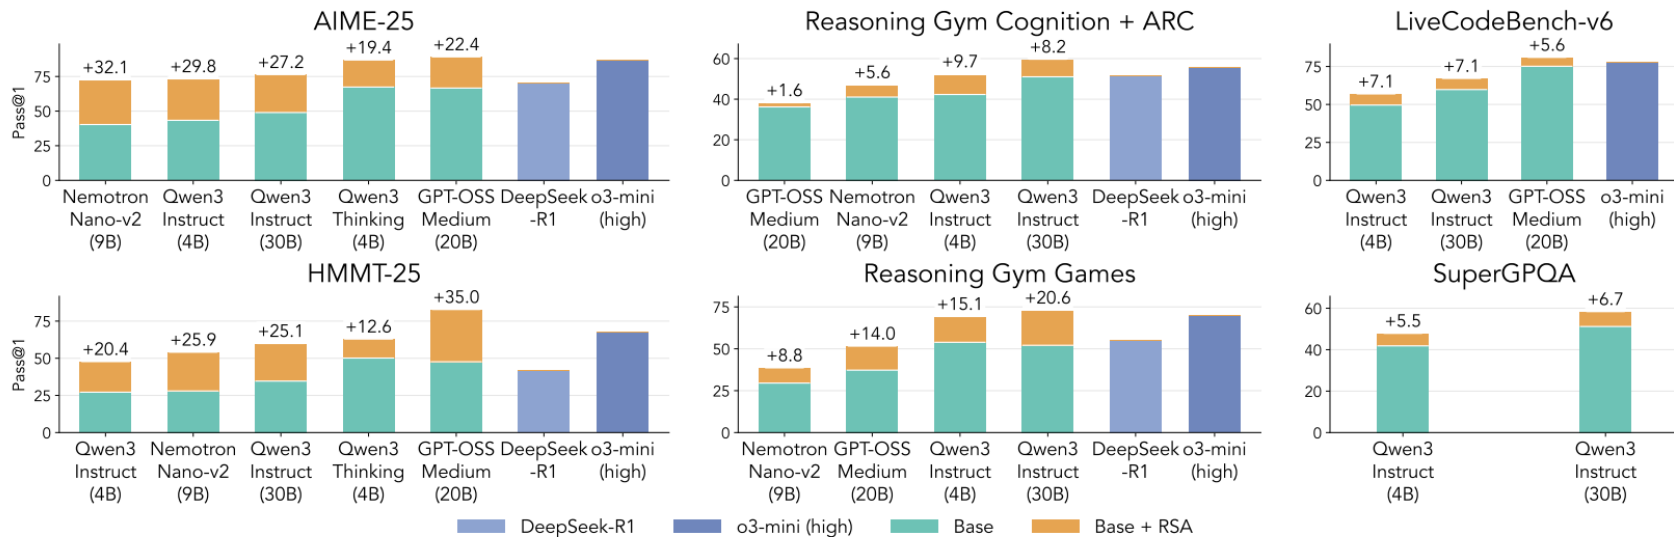 AIME-25
Pass@1
75
50
25
0
+32.1
+29.8
+27.2
+19.4
+22.4
Nemotron
Nano-v2
(9B)
Qwen3
Instruct
(4B)
Qwen3
Instruct
(30B)
Qwen3
Thinking
(4B)
GPT-OSS
Medium
(20B)
DeepSeek
-R1
o3-mini
(high)
Reasoning Gym Cognition + ARC
60
40
20
0
+1.6
+5.6
+9.7
+8.2
GPT-OSS
Medium
(20B)
Nemotron
Nano-v2
(9B)
Qwen3
Instruct
(4B)
Qwen3
Instruct
(30B)
DeepSeek
-R1
o3-mini
(high)
LiveCodeBench-v6
75
50
25
0
+7.1
+7.1
+5.6
Qwen3
Instruct
(4B)
Qwen3
Instruct
(30B)
GPT-OSS
Medium
(20B)
o3-mini
(high)
HMMT-25
Pass@1
75
50
25
0
+20.4
+25.9
+25.1
+12.6
+35.0
Qwen3
Instruct
(4B)
Nemotron
Nano-v2
(9B)
Qwen3
Instruct
(30B)
Qwen3
Thinking
(4B)
GPT-OSS
Medium
(20B)
DeepSeek
-R1
o3-mini
(high)
Reasoning Gym Games
75
50
25
0
+8.8
+14.0
+15.1
+20.6
Nemotron
Nano-v2
(9B)
GPT-OSS
Medium
(20B)
Qwen3
Instruct
(4B)
Qwen3
Instruct
(30B)
DeepSeek
-R1
o3-mini
(high)
SuperGPQA
60
40
20
0
+5.5
+6.7
Qwen3
Instruct
(4B)
Qwen3
Instruct
(30B)
DeepSeek-R1
o3-mini (high)
Base
Base + RSA